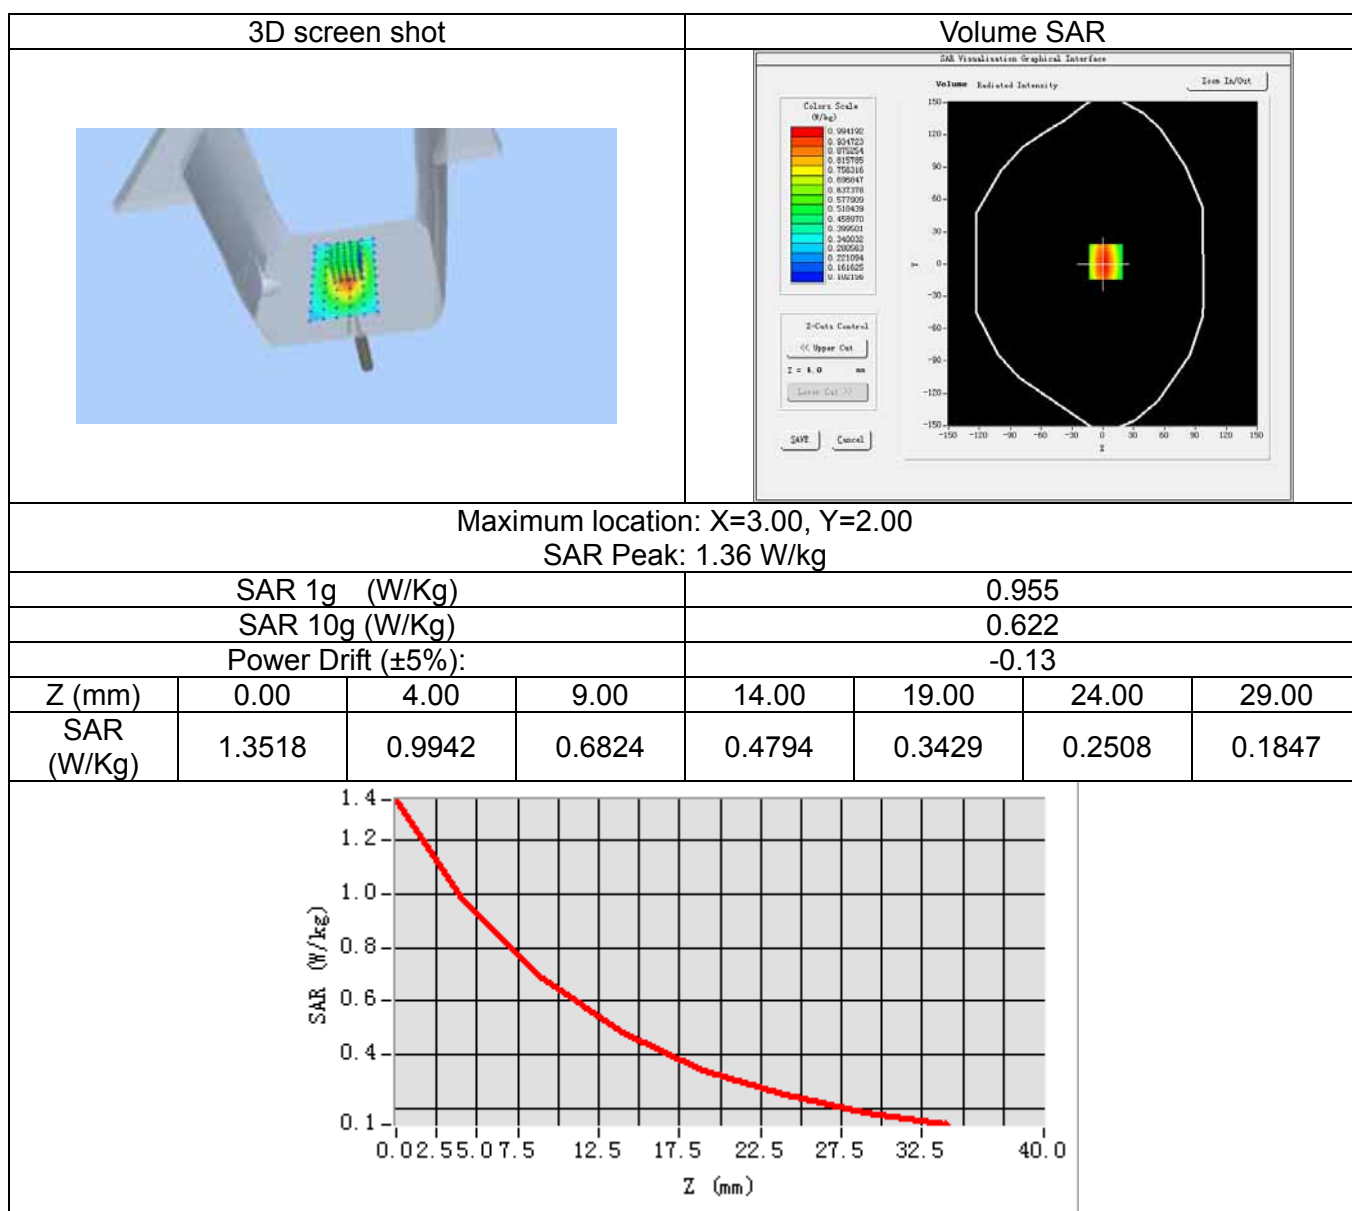 3D screen shot
Volume SAR
SAR Visualisation Graphical Interface
Volume Radiated Intensity
Zoom In/Out
Colors Scale
(W/kg)
0.994192
0.934723
0.875254
0.815785
0.756316
0.696847
0.637378
0.577909
0.518439
0.458970
0.399501
0.340032
0.280563
0.221094
0.161625
0.102156
Z-Cuts Control
<< Upper Cut
Z = 4.0 mm
Lower Cut >>
SAVE Cancel
150
120
90
60
30
0
-30
-60
-90
-120
-150
Y
-150 -120 -90 -60 -30 0 30 60 90 120 150
X
Maximum location: X=3.00, Y=2.00
SAR Peak: 1.36 W/kg
SAR 1g (W/Kg) 0.955
SAR 10g (W/Kg) 0.622
Power Drift (±5%): -0.13
Z (mm) 0.00 4.00 9.00 14.00 19.00 24.00 29.00
SAR
(W/Kg) 1.3518 0.9942 0.6824 0.4794 0.3429 0.2508 0.1847
1.4
1.2
1.0
0.8
0.6
0.4
0.1
SAR (W/kg)
0.0 2.5 5.0 7.5 12.5 17.5 22.5 27.5 32.5 40.0
Z (mm)